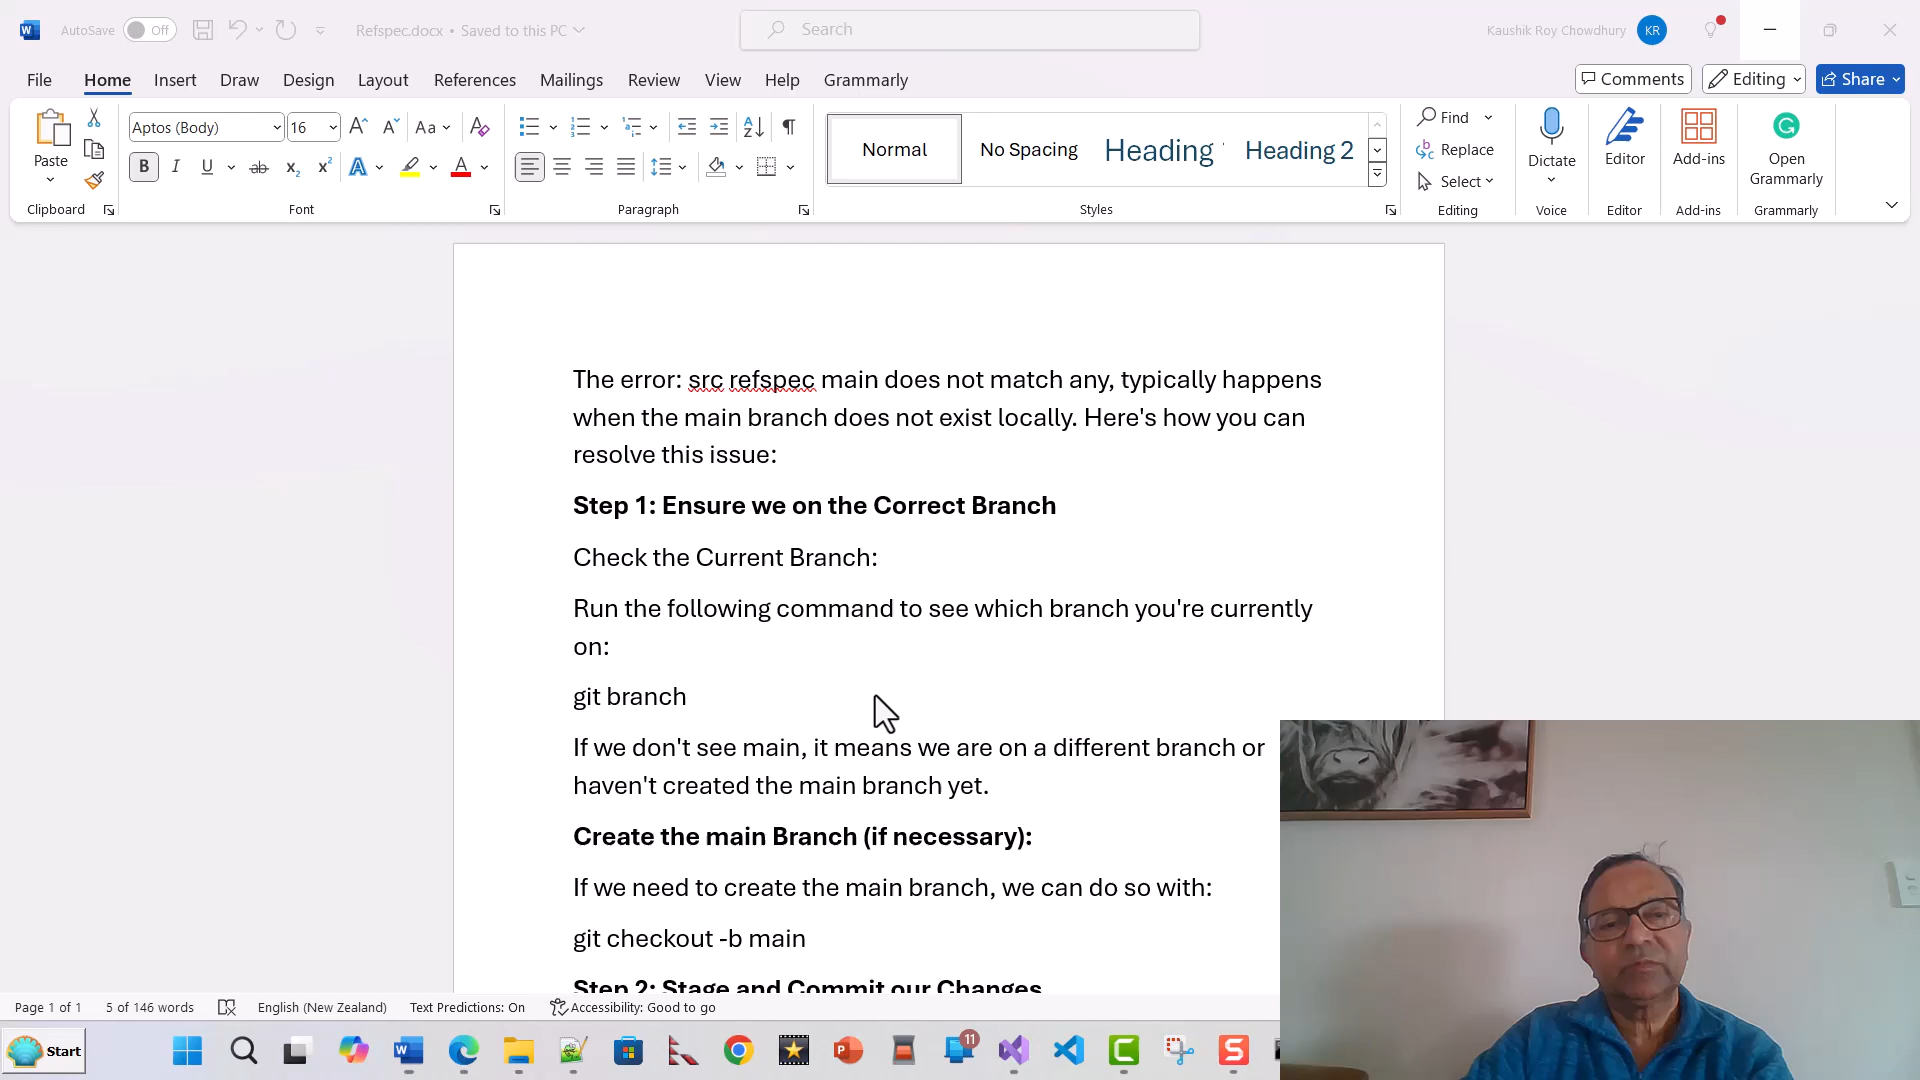 AutoSave Off Refspec.docx • Saved to this PC Search Kaushik Roy Chowdhury KR
File Home Insert Draw Design Layout References Mailings Review View Help Grammarly Comments Editing Share
Paste
Clipboard
Aptos (Body) 16 Aa
B I U ab x₂ x² A A
Font
Paragraph
Normal No Spacing Heading Heading 2
Styles
Find
Replace
Select
Editing
Dictate
Voice
Editor
Editor
Add-ins
Add-ins
Open
Grammarly
Grammarly
The error: src refspec main does not match any, typically happens
when the main branch does not exist locally. Here's how you can
resolve this issue:
Step 1: Ensure we on the Correct Branch
Check the Current Branch:
Run the following command to see which branch you're currently
on:
git branch
If we don't see main, it means we are on a different branch or
haven't created the main branch yet.
Create the main Branch (if necessary):
If we need to create the main branch, we can do so with:
git checkout -b main
Step 2: Stage and Commit our Changes
Page 1 of 1 5 of 146 words English (New Zealand) Text Predictions: On Accessibility: Good to go
Start 11